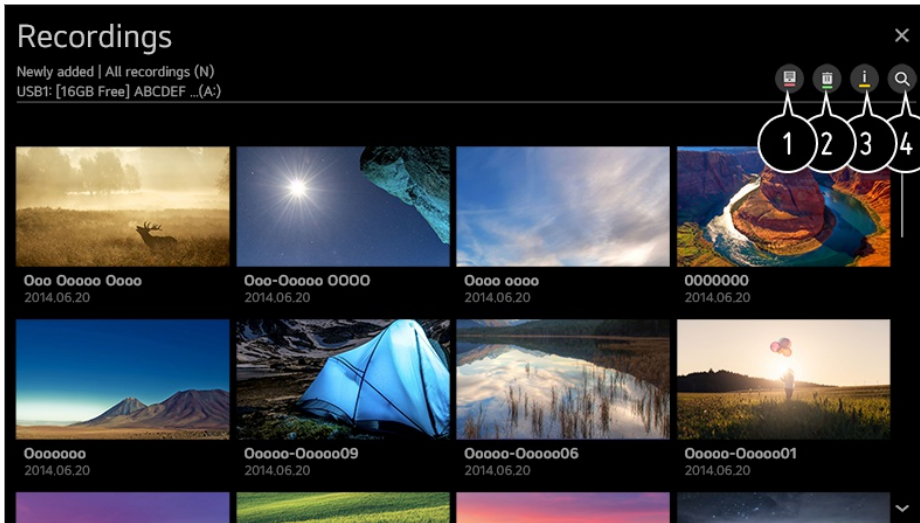 Recordings
Newly added | All recordings (N)
USB1: [16GB Free] ABCDEF ...(A:)
1 2 3 4
Ooo Ooooo Oooo
2014.06.20
Ooo-Ooooo OOOO
2014.06.20
Oooo oooo
2014.06.20
0000000
2014.06.20
Ooooooo
2014.06.20
Ooooo-Ooooo09
2014.06.20
Ooooo-Ooooo06
2014.06.20
Ooooo-Ooooo01
2014.06.20